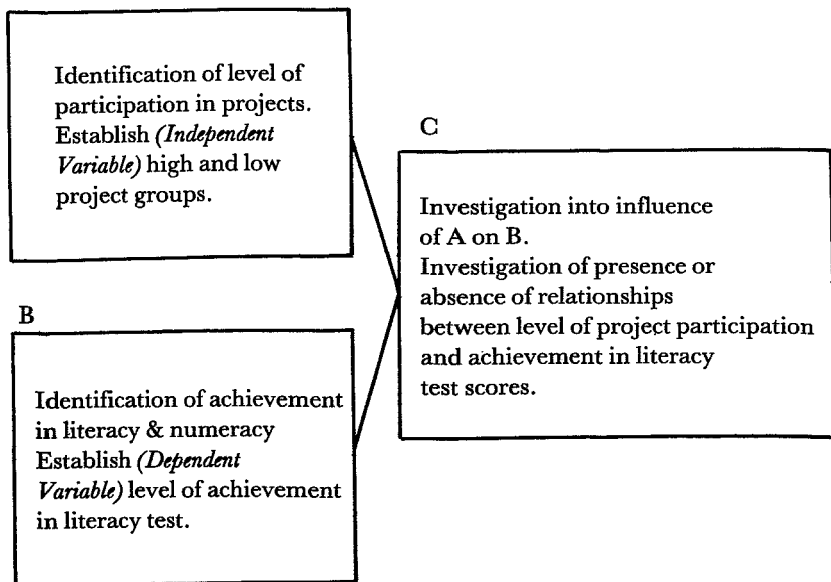 Identification of level of
participation in projects.
Establish (Independent
Variable) high and low
project groups.
B
Identification of achievement
in literacy & numeracy
Establish (Dependent
Variable) level of achievement
in literacy test.
C
Investigation into influence
of A on B.
Investigation of presence or
absence of relationships
between level of project participation
and achievement in literacy
test scores.